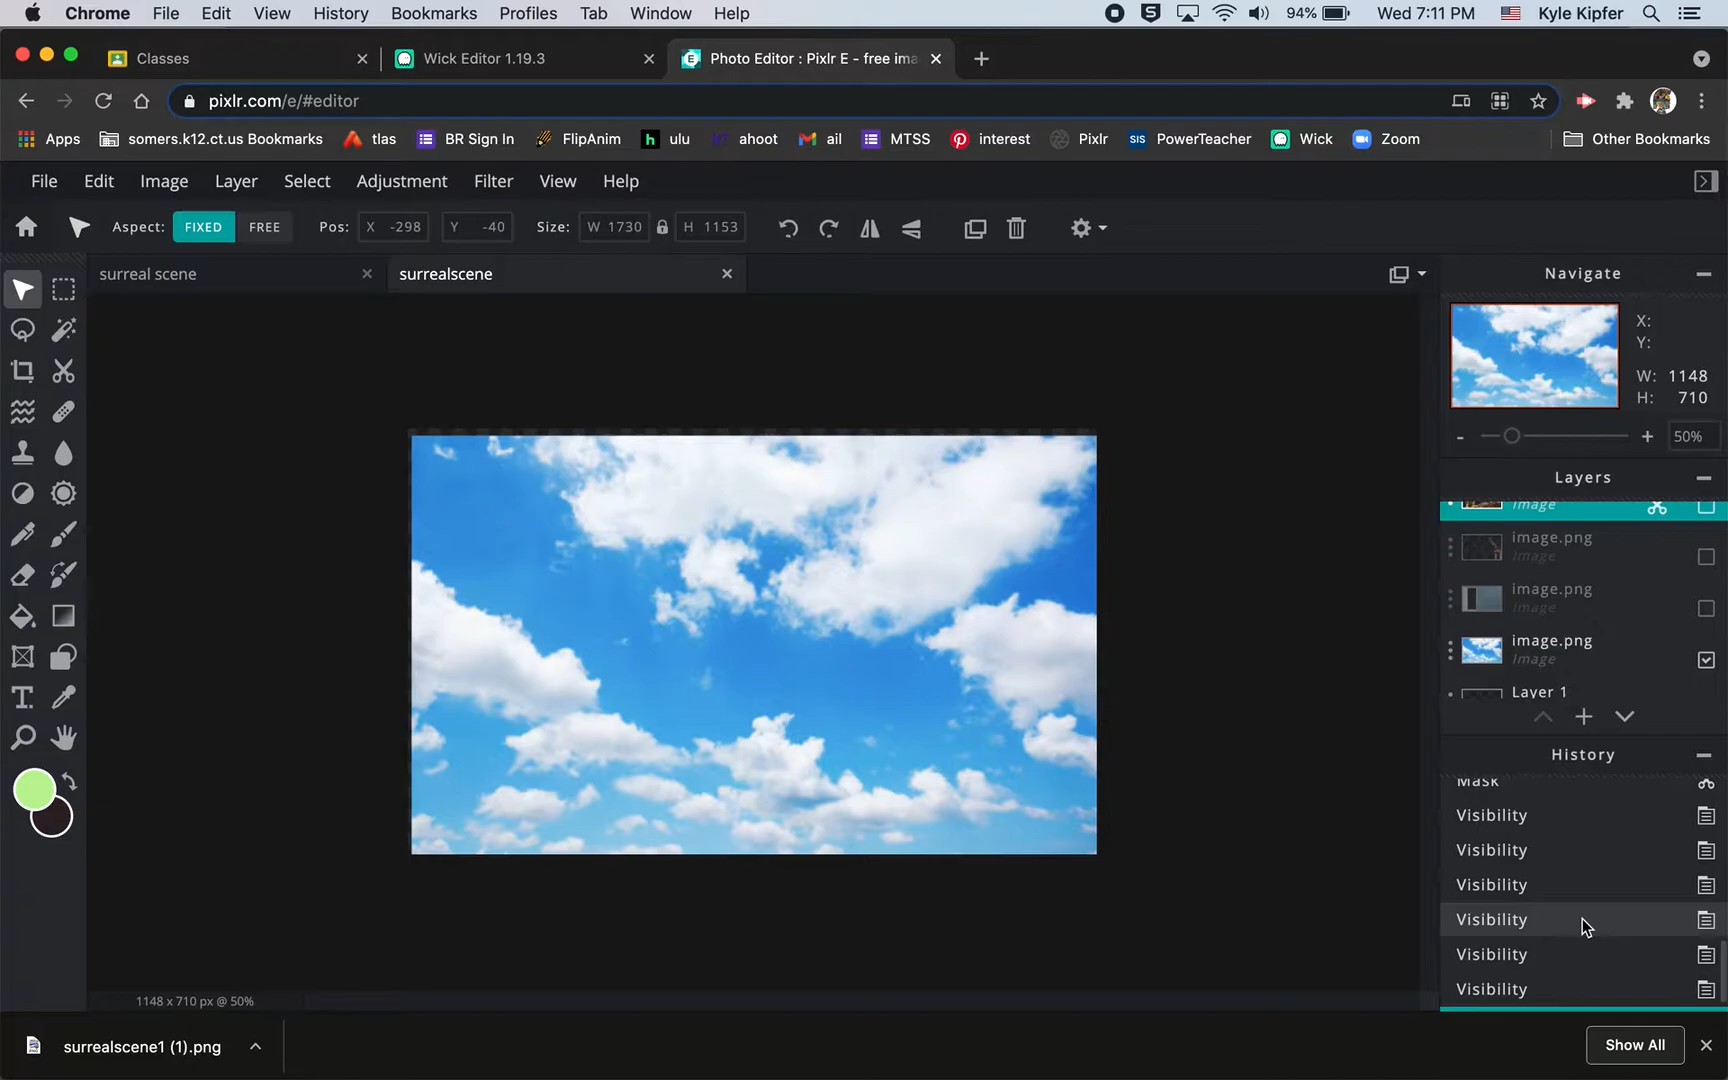 Chrome File Edit View History Bookmarks Profiles Tab Window Help 94% Wed 7:11 PM Kyle Kipfer
Classes Wick Editor 1.19.3 Photo Editor : Pixlr E - free ima
pixlr.com/e/#editor
Apps somers.k12.ct.us Bookmarks tlas BR Sign In FlipAnim ulu ahoot ail MTSS interest Pixlr SIS PowerTeacher Wick Zoom Other Bookmarks
File Edit Image Layer Select Adjustment Filter View Help
Aspect: FIXED FREE Pos: X -298 Y -40 Size: W 1730 H 1153
surreal scene surrealscene Navigate
X:
Y:
W: 1148
H: 710
- + 50%
Layers
Image
image.png
Image
image.png
Image
image.png
Image
Layer 1
History
Mask
Visibility
Visibility
Visibility
Visibility
Visibility
Visibility
1148 x 710 px @ 50%
surrealscene1 (1).png Show All